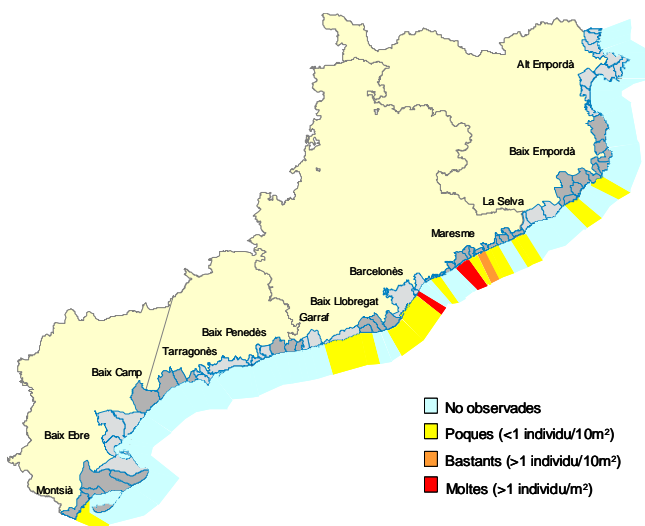 Alt Empordà
Baix Empordà
La Selva
Maresme
Barcelonès
Baix Llobregat
Garraf
Baix Penedès
Tarragonès
Baix Camp
Baix Ebre
Montsià
No observades
Poques (<1 individu/10m²)
Bastants (>1 individu/10m²)
Moltes (>1 individu/m²)